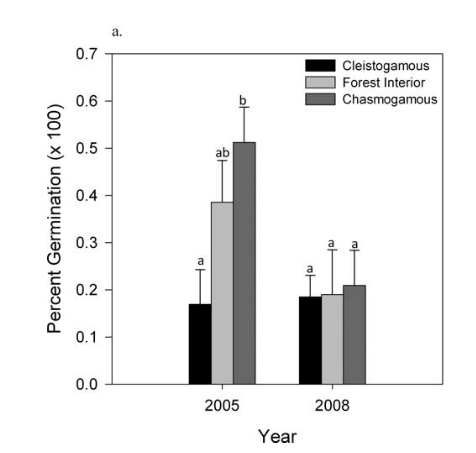 a.
Percent Germination (x 100)
0.7
0.6
0.5
0.4
0.3
0.2
0.1
0.0
Cleistogamous
Forest Interior
Chasmogamous
a
ab
b
a
a
a
2005
2008
Year